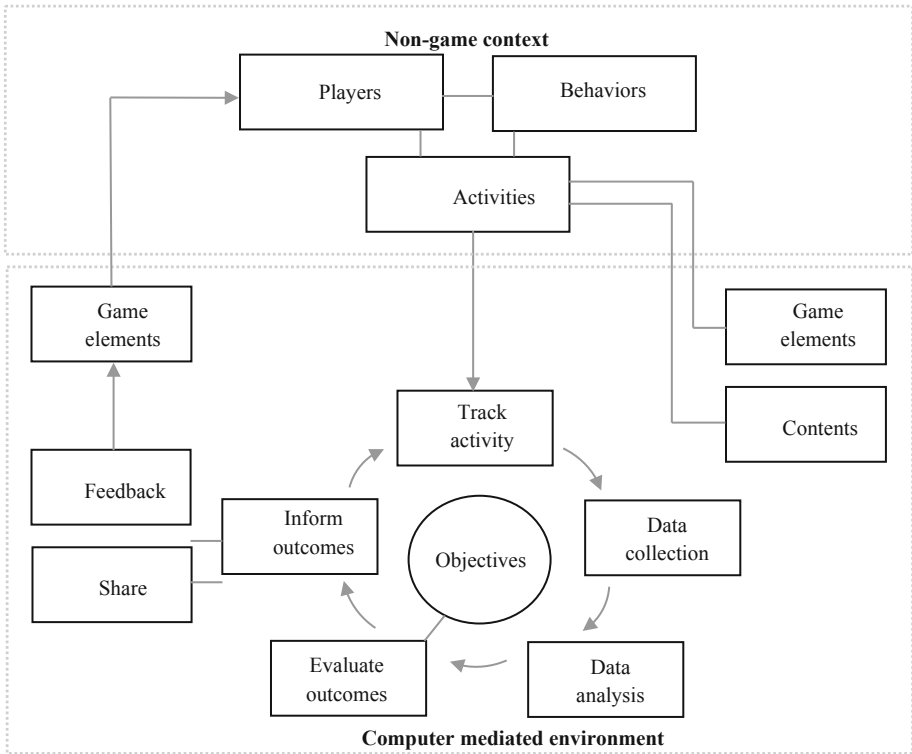 Non-game context
Players
Behaviors
Activities
Game
elements
Game
elements
Track
activity
Contents
Feedback
Inform
outcomes
Data
collection
Objectives
Share
Evaluate
outcomes
Data
analysis
Computer mediated environment